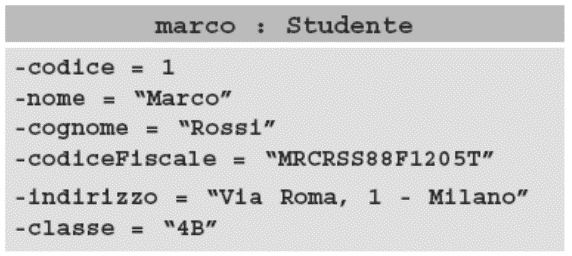 marco : Studente
-codice = 1
-nome = “Marco”
-cognome = “Rossi”
-codiceFiscale = “MRCRSS88F1205T”
-indirizzo = “Via Roma, 1 - Milano”
-classe = “4B”